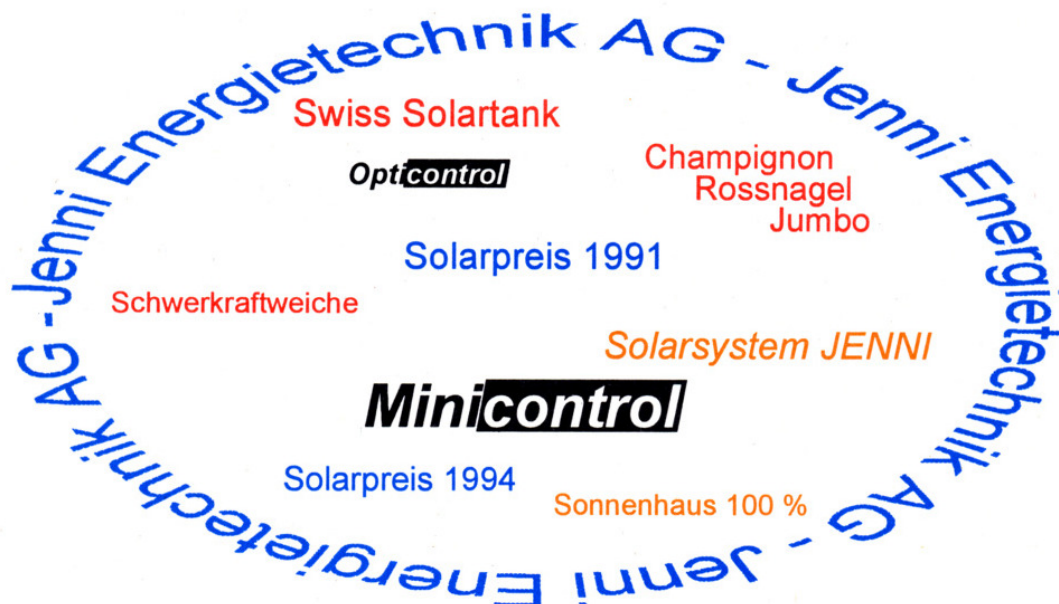 Jenni Energietechnik AG - Jenni Energietechnik AG - Jenni Energietechnik AG -
Swiss Solartank
Opticontrol
Champignon
Rossnagel
Jumbo
Solarpreis 1991
Schwerkraftweiche
Solarsystem JENNI
Minicontrol
Solarpreis 1994
Sonnenhaus 100 %